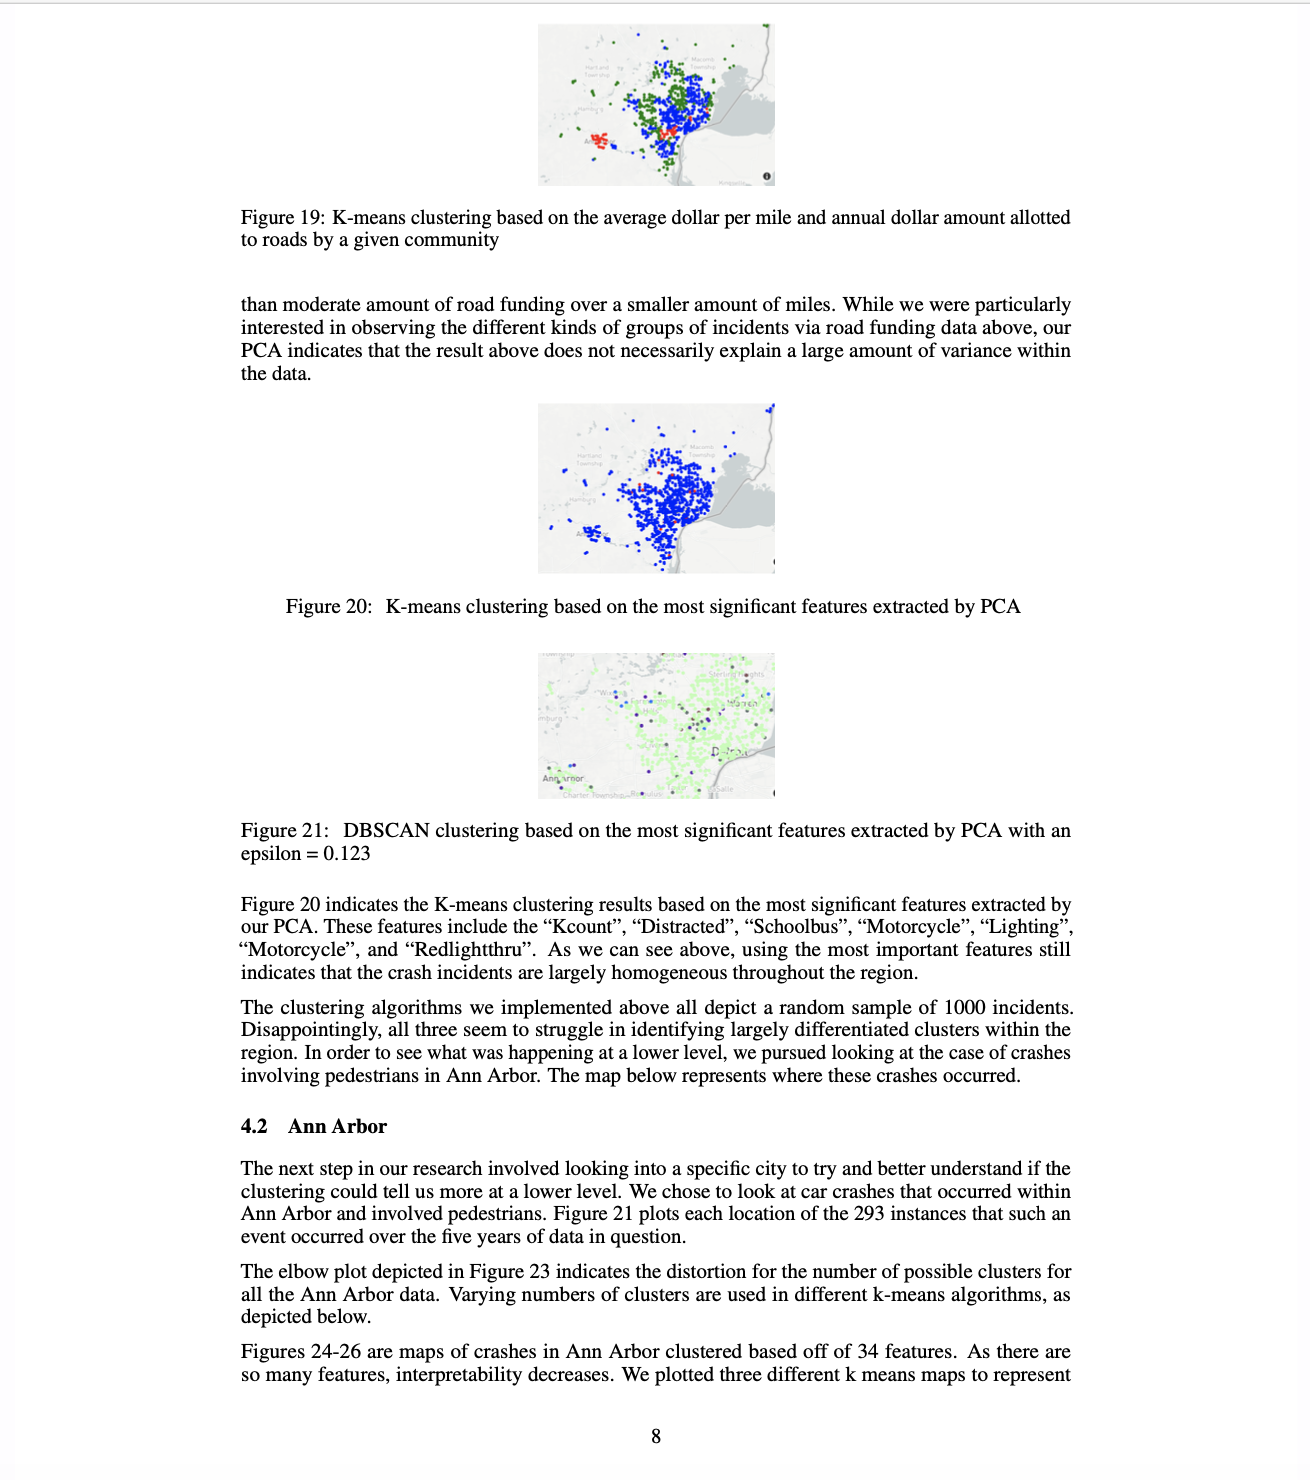 Hartland
Township
Macomb
Township
Figure 19: K-means clustering based on the average dollar per mile and annual dollar amount allotted
to roads by a given community
than moderate amount of road funding over a smaller amount of miles. While we were particularly
interested in observing the different kinds of groups of incidents via road funding data above, our
PCA indicates that the result above does not necessarily explain a large amount of variance within
the data.
Hartland
Township
Macomb
Township
Hamburg
Figure 20: K-means clustering based on the most significant features extracted by PCA
Sterling Heights
Warren
Ann Arbor
Charter Township
Figure 21: DBSCAN clustering based on the most significant features extracted by PCA with an
epsilon = 0.123
Figure 20 indicates the K-means clustering results based on the most significant features extracted by
our PCA. These features include the “Kcount”, “Distracted”, “Schoolbus”, “Motorcycle”, “Lighting”,
“Motorcycle”, and “Redlightthru”. As we can see above, using the most important features still
indicates that the crash incidents are largely homogeneous throughout the region.
The clustering algorithms we implemented above all depict a random sample of 1000 incidents.
Disappointingly, all three seem to struggle in identifying largely differentiated clusters within the
region. In order to see what was happening at a lower level, we pursued looking at the case of crashes
involving pedestrians in Ann Arbor. The map below represents where these crashes occurred.
4.2 Ann Arbor
The next step in our research involved looking into a specific city to try and better understand if the
clustering could tell us more at a lower level. We chose to look at car crashes that occurred within
Ann Arbor and involved pedestrians. Figure 21 plots each location of the 293 instances that such an
event occurred over the five years of data in question.
The elbow plot depicted in Figure 23 indicates the distortion for the number of possible clusters for
all the Ann Arbor data. Varying numbers of clusters are used in different k-means algorithms, as
depicted below.
Figures 24-26 are maps of crashes in Ann Arbor clustered based off of 34 features. As there are
so many features, interpretability decreases. We plotted three different k means maps to represent
8